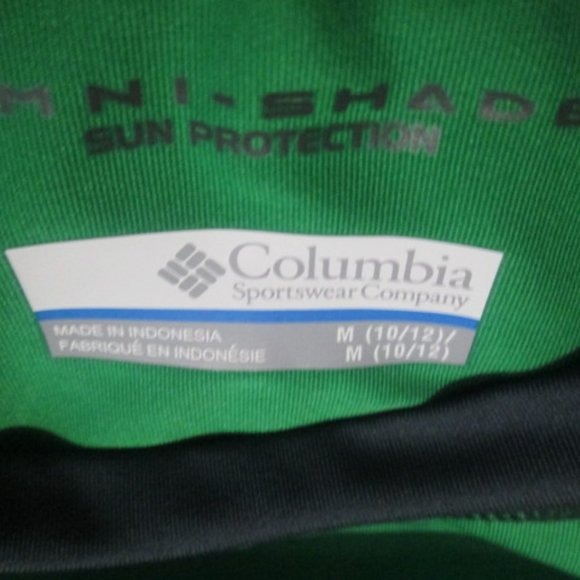 MNI-SHADE
SUN PROTECTION
Columbia
Sportswear Company
MADE IN INDONESIA
FABRIQUÉ EN INDONÉSIE
M (10/12)/
M (10/12)